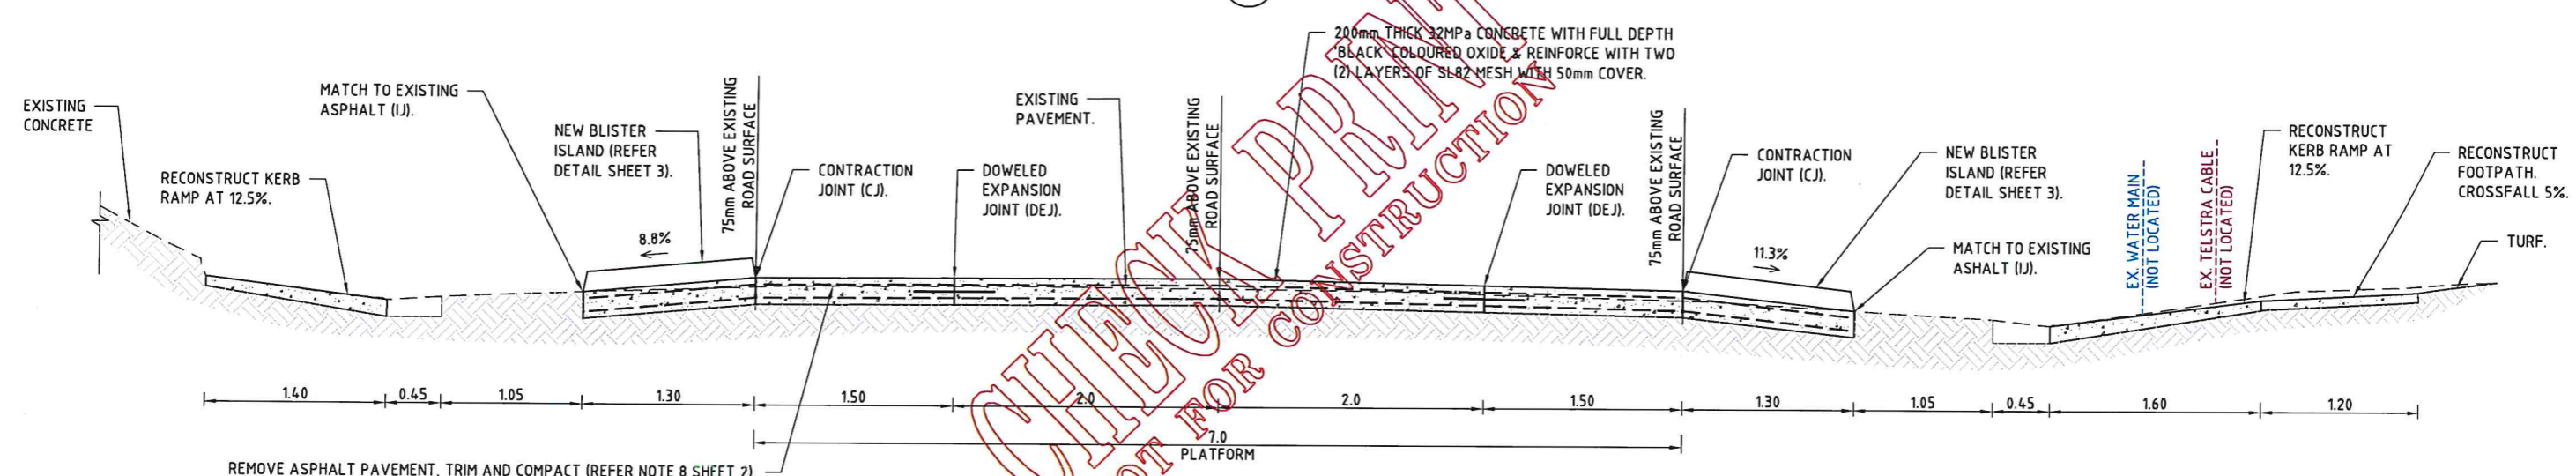 200mm THICK 32MPa CONCRETE WITH FULL DEPTH
'BLACK' COLOURED OXIDE & REINFORCE WITH TWO
(2) LAYERS OF SL82 MESH WITH 50mm COVER.
EXISTING
CONCRETE
RECONSTRUCT KERB
RAMP AT 12.5%.
MATCH TO EXISTING
ASPHALT (IJ).
NEW BLISTER
ISLAND (REFER
DETAIL SHEET 3).
8.8%
75mm ABOVE EXISTING
ROAD SURFACE
CONTRACTION
JOINT (CJ).
DOWELED
EXPANSION
JOINT (DEJ).
EXISTING
PAVEMENT.
75mm ABOVE EXISTING
ROAD SURFACE
DOWELED
EXPANSION
JOINT (DEJ).
75mm ABOVE EXISTING
ROAD SURFACE
CONTRACTION
JOINT (CJ).
11.3%
NEW BLISTER
ISLAND (REFER
DETAIL SHEET 3).
MATCH TO EXISTING
ASHALT (IJ).
EX. WATER MAIN
(NOT LOCATED)
EX. TELSTRA CABLE
(NOT LOCATED)
RECONSTRUCT
KERB RAMP AT
12.5%.
RECONSTRUCT
FOOTPATH.
CROSSFALL 5%.
TURF.
CHECK PRINT
NOT FOR CONSTRUCTION
1.40 0.45 1.05 1.30 1.50 2.0 2.0 1.50 1.30 1.05 0.45 1.60 1.20
7.0
PLATFORM
REMOVE ASPHALT PAVEMENT, TRIM AND COMPACT (REFER NOTE 8 SHEET 2)